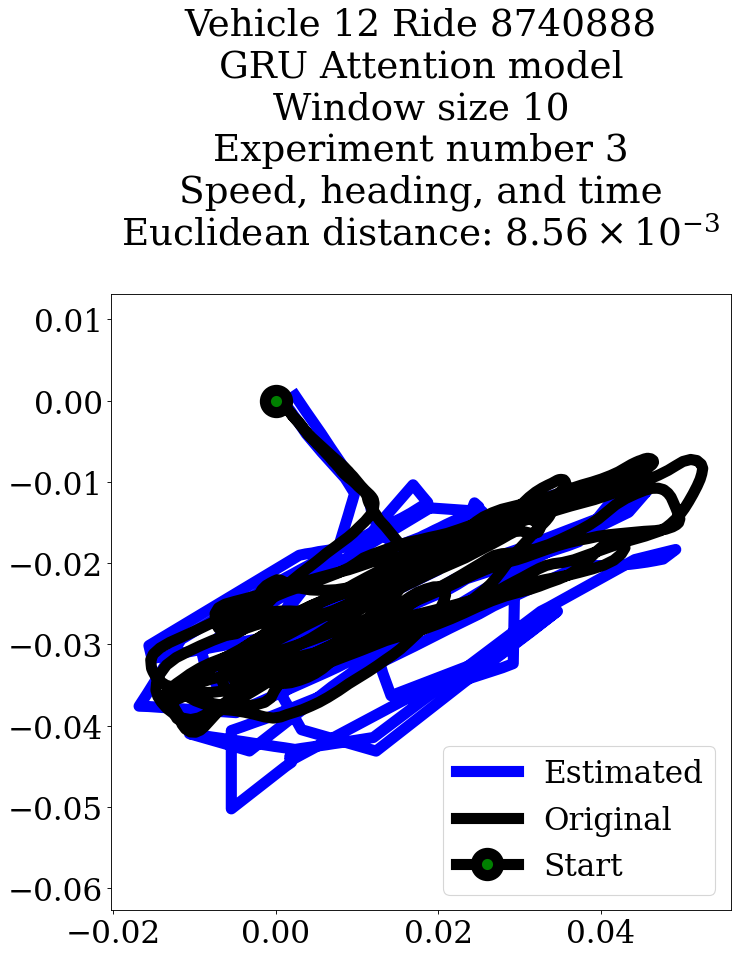 Vehicle 12 Ride 8740888
GRU Attention model
Window size 10
Experiment number 3
Speed, heading, and time
Euclidean distance: 8.56 × 10⁻³
0.01
0.00
−0.01
−0.02
−0.03
−0.04
−0.05
−0.06
−0.02 0.00 0.02 0.04
Estimated
Original
Start